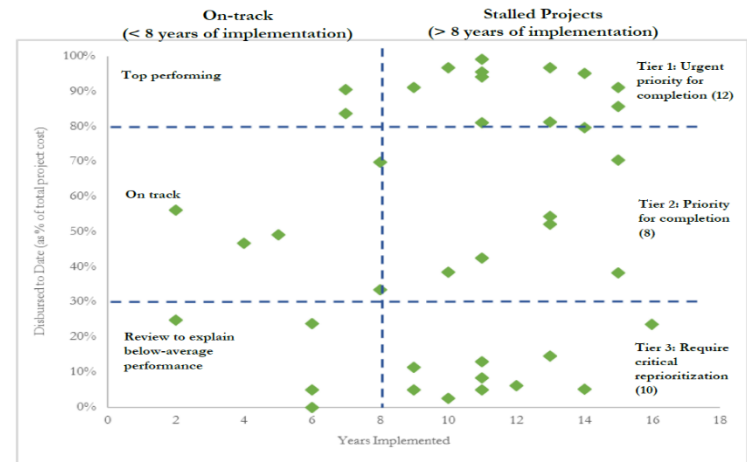 On-track
(< 8 years of implementation)
Stalled Projects
(> 8 years of implementation)
100%
90%
80%
70%
60%
50%
40%
30%
20%
10%
0%
Disbursed to Date (as % of total project cost)
Top performing
Tier 1: Urgent
priority for
completion (12)
On track
Tier 2: Priority
for completion
(8)
Review to explain
below-average
performance
Tier 3: Require
critical
reprioritization
(10)
0
2
4
6
8
10
12
14
16
18
Years Implemented